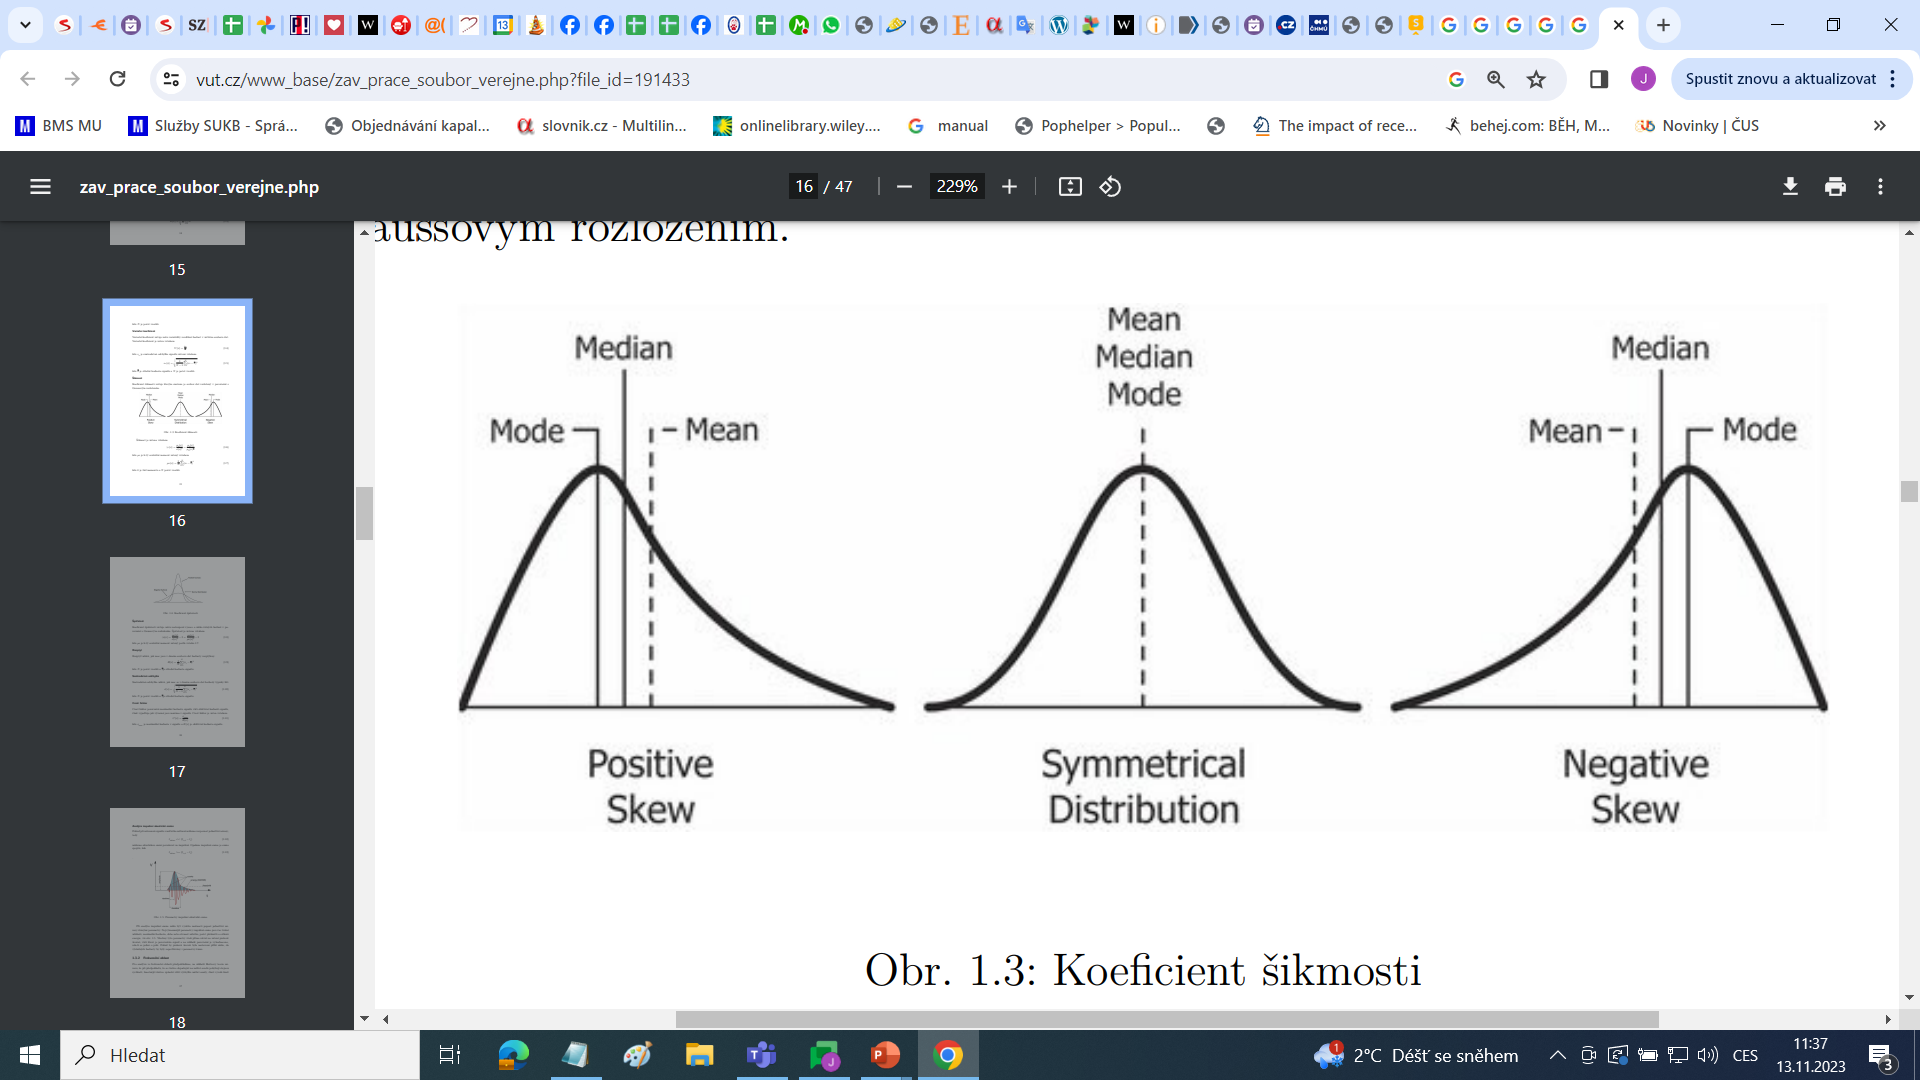 vut.cz/www_base/zav_prace_soubor_verejne.php?file_id=191433
Spustit znovu a aktualizovat
BMS MU
Služby SUKB - Sprá...
Objednávání kapal...
slovnik.cz - Multilin...
onlinelibrary.wiley....
manual
Pophelper > Popul...
The impact of rece...
behej.com: BĚH, M...
Novinky | ČUS
zav_prace_soubor_verejne.php
16 / 47
229%
aussovým rozložením.
15
16
17
18
Median
Mode
Mean
Positive
Skew
Mean
Median
Mode
Symmetrical
Distribution
Median
Mean
Mode
Negative
Skew
Obr. 1.3: Koeficient šikmosti
Hledat
2°C Déšť se sněhem
CES
11:37
13.11.2023
3